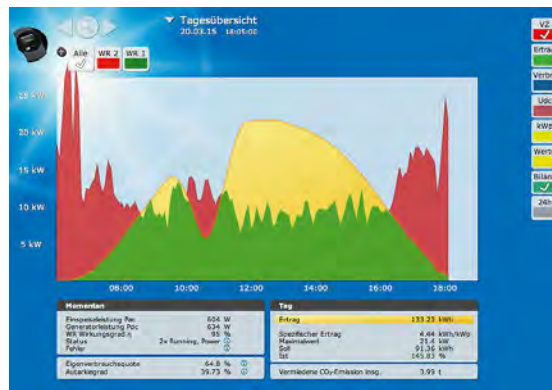 Tagesübersicht
20.03.15 18:05:00
Alle WR 2 WR 1
VZ
Ertrag
Verbr
Udc
kWp
Werte
Bilanz
24h
25 kW
20 kW
15 kW
10 kW
5 kW
08:00 10:00 12:00 14:00 16:00 18:00
Momentan
Einspeiseleistung Pac 604 W
Generatorleistung Pdc 634 W
WR Wirkungsgrad η 95 %
Status 2x Running, Power
Fehler
Eigenverbrauchsquote 64.8 %
Autarkiegrad 39.73 %
Tag
Ertrag 133.23 kWh
Spezifischer Ertrag 4.44 kWh/kWp
Maximalwert 21.4 kW
Soll 91.36 kWh
Ist 145.83 %
Vermiedene CO₂-Emission insg. 3.99 t